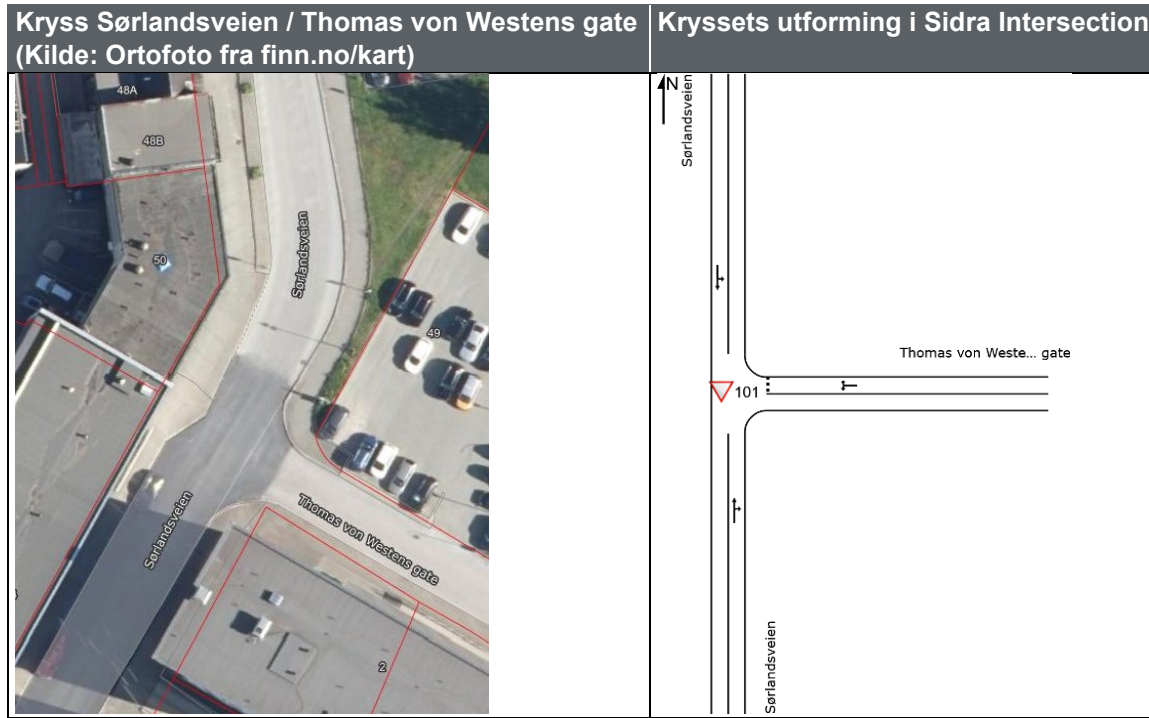 Kryss Sørlandsveien / Thomas von Westens gate
(Kilde: Ortofoto fra finn.no/kart)
Kryssets utforming i Sidra Intersection
48A
48B
50
Sørlandsveien
49
Sørlandsveien
Thomas von Westens gate
2
N
Sørlandsveien
Thomas von Weste... gate
101
Sørlandsveien